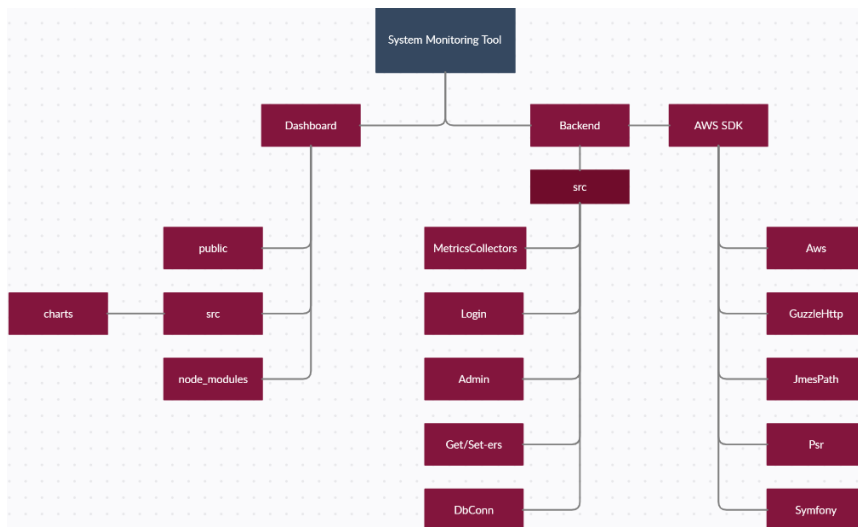 System Monitoring Tool
Dashboard
Backend
AWS SDK
src
public
MetricsCollectors
Aws
charts
src
Login
GuzzleHttp
node_modules
Admin
JmesPath
Get/Set-ers
Psr
DbConn
Symfony